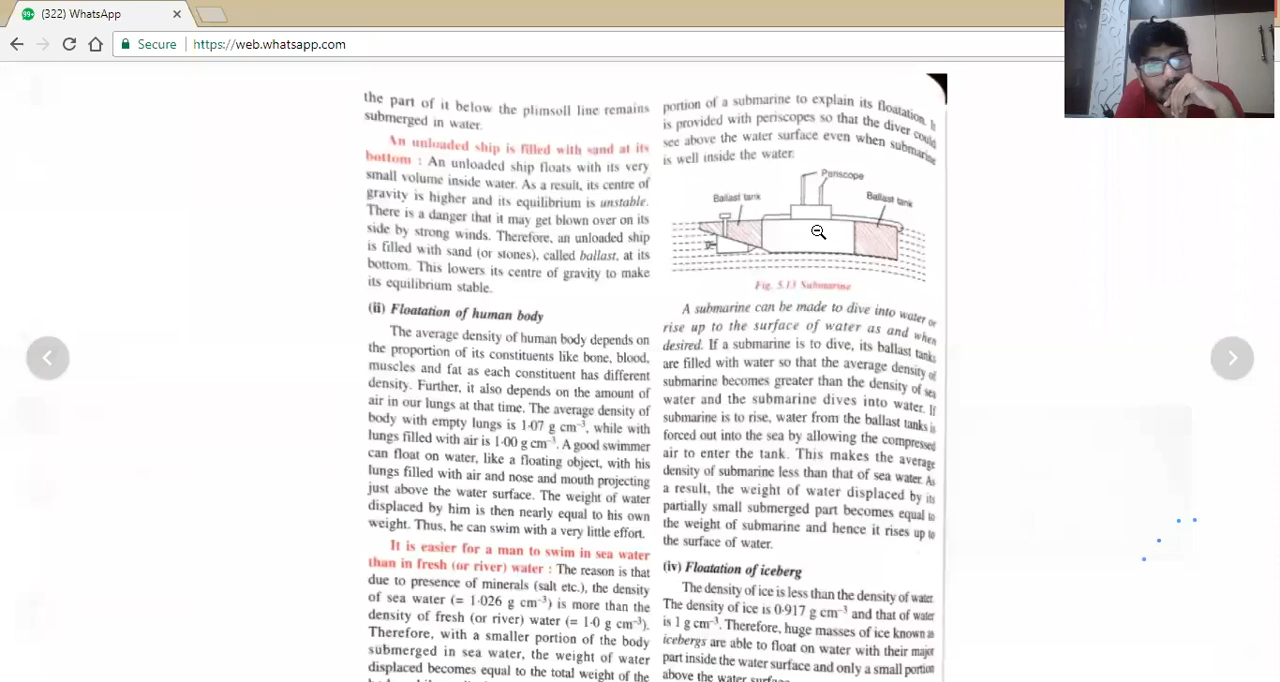 99+
(322) WhatsApp
Secure
https://web.whatsapp.com
the part of it below the plimsoll line remains
submerged in water.
An unloaded ship is filled with sand at its
bottom : An unloaded ship floats with its very
small volume inside water. As a result, its centre of
gravity is higher and its equilibrium is unstable.
There is a danger that it may get blown over on its
side by strong winds. Therefore, an unloaded ship
is filled with sand (or stones), called ballast, at its
bottom. This lowers its centre of gravity to make
its equilibrium stable.
(ii) Floatation of human body
The average density of human body depends on
the proportion of its constituents like bone, blood,
muscles and fat as each constituent has different
density. Further, it also depends on the amount of
air in our lungs at that time. The average density of
body with empty lungs is 1·07 g cm⁻³, while with
lungs filled with air is 1·00 g cm⁻³. A good swimmer
can float on water, like a floating object, with his
lungs filled with air and nose and mouth projecting
just above the water surface. The weight of water
displaced by him is then nearly equal to his own
weight. Thus, he can swim with a very little effort.
It is easier for a man to swim in sea water
than in fresh (or river) water : The reason is that
due to presence of minerals (salt etc.), the density
of sea water (= 1·026 g cm⁻³) is more than the
density of fresh (or river) water (= 1·0 g cm⁻³).
Therefore, with a smaller portion of the body
submerged in sea water, the weight of water
displaced becomes equal to the total weight of the
portion of a submarine to explain its floatation. It
is provided with periscopes so that the diver could
see above the water surface even when submarine
is well inside the water.
Periscope
Ballast tank
Ballast tank
Fig. 5.13 Submarine
A submarine can be made to dive into water or
rise up to the surface of water as and when
desired. If a submarine is to dive, its ballast tanks
are filled with water so that the average density of
submarine becomes greater than the density of sea
water and the submarine dives into water. If
submarine is to rise, water from the ballast tanks is
forced out into the sea by allowing the compressed
air to enter the tank. This makes the average
density of submarine less than that of sea water. As
a result, the weight of water displaced by its
partially small submerged part becomes equal to
the weight of submarine and hence it rises up to
the surface of water.
(iv) Floatation of iceberg
The density of ice is less than the density of water.
The density of ice is 0·917 g cm⁻³ and that of water
is 1 g cm⁻³. Therefore, huge masses of ice known as
icebergs are able to float on water with their major
part inside the water surface and only a small portion
above the water surface